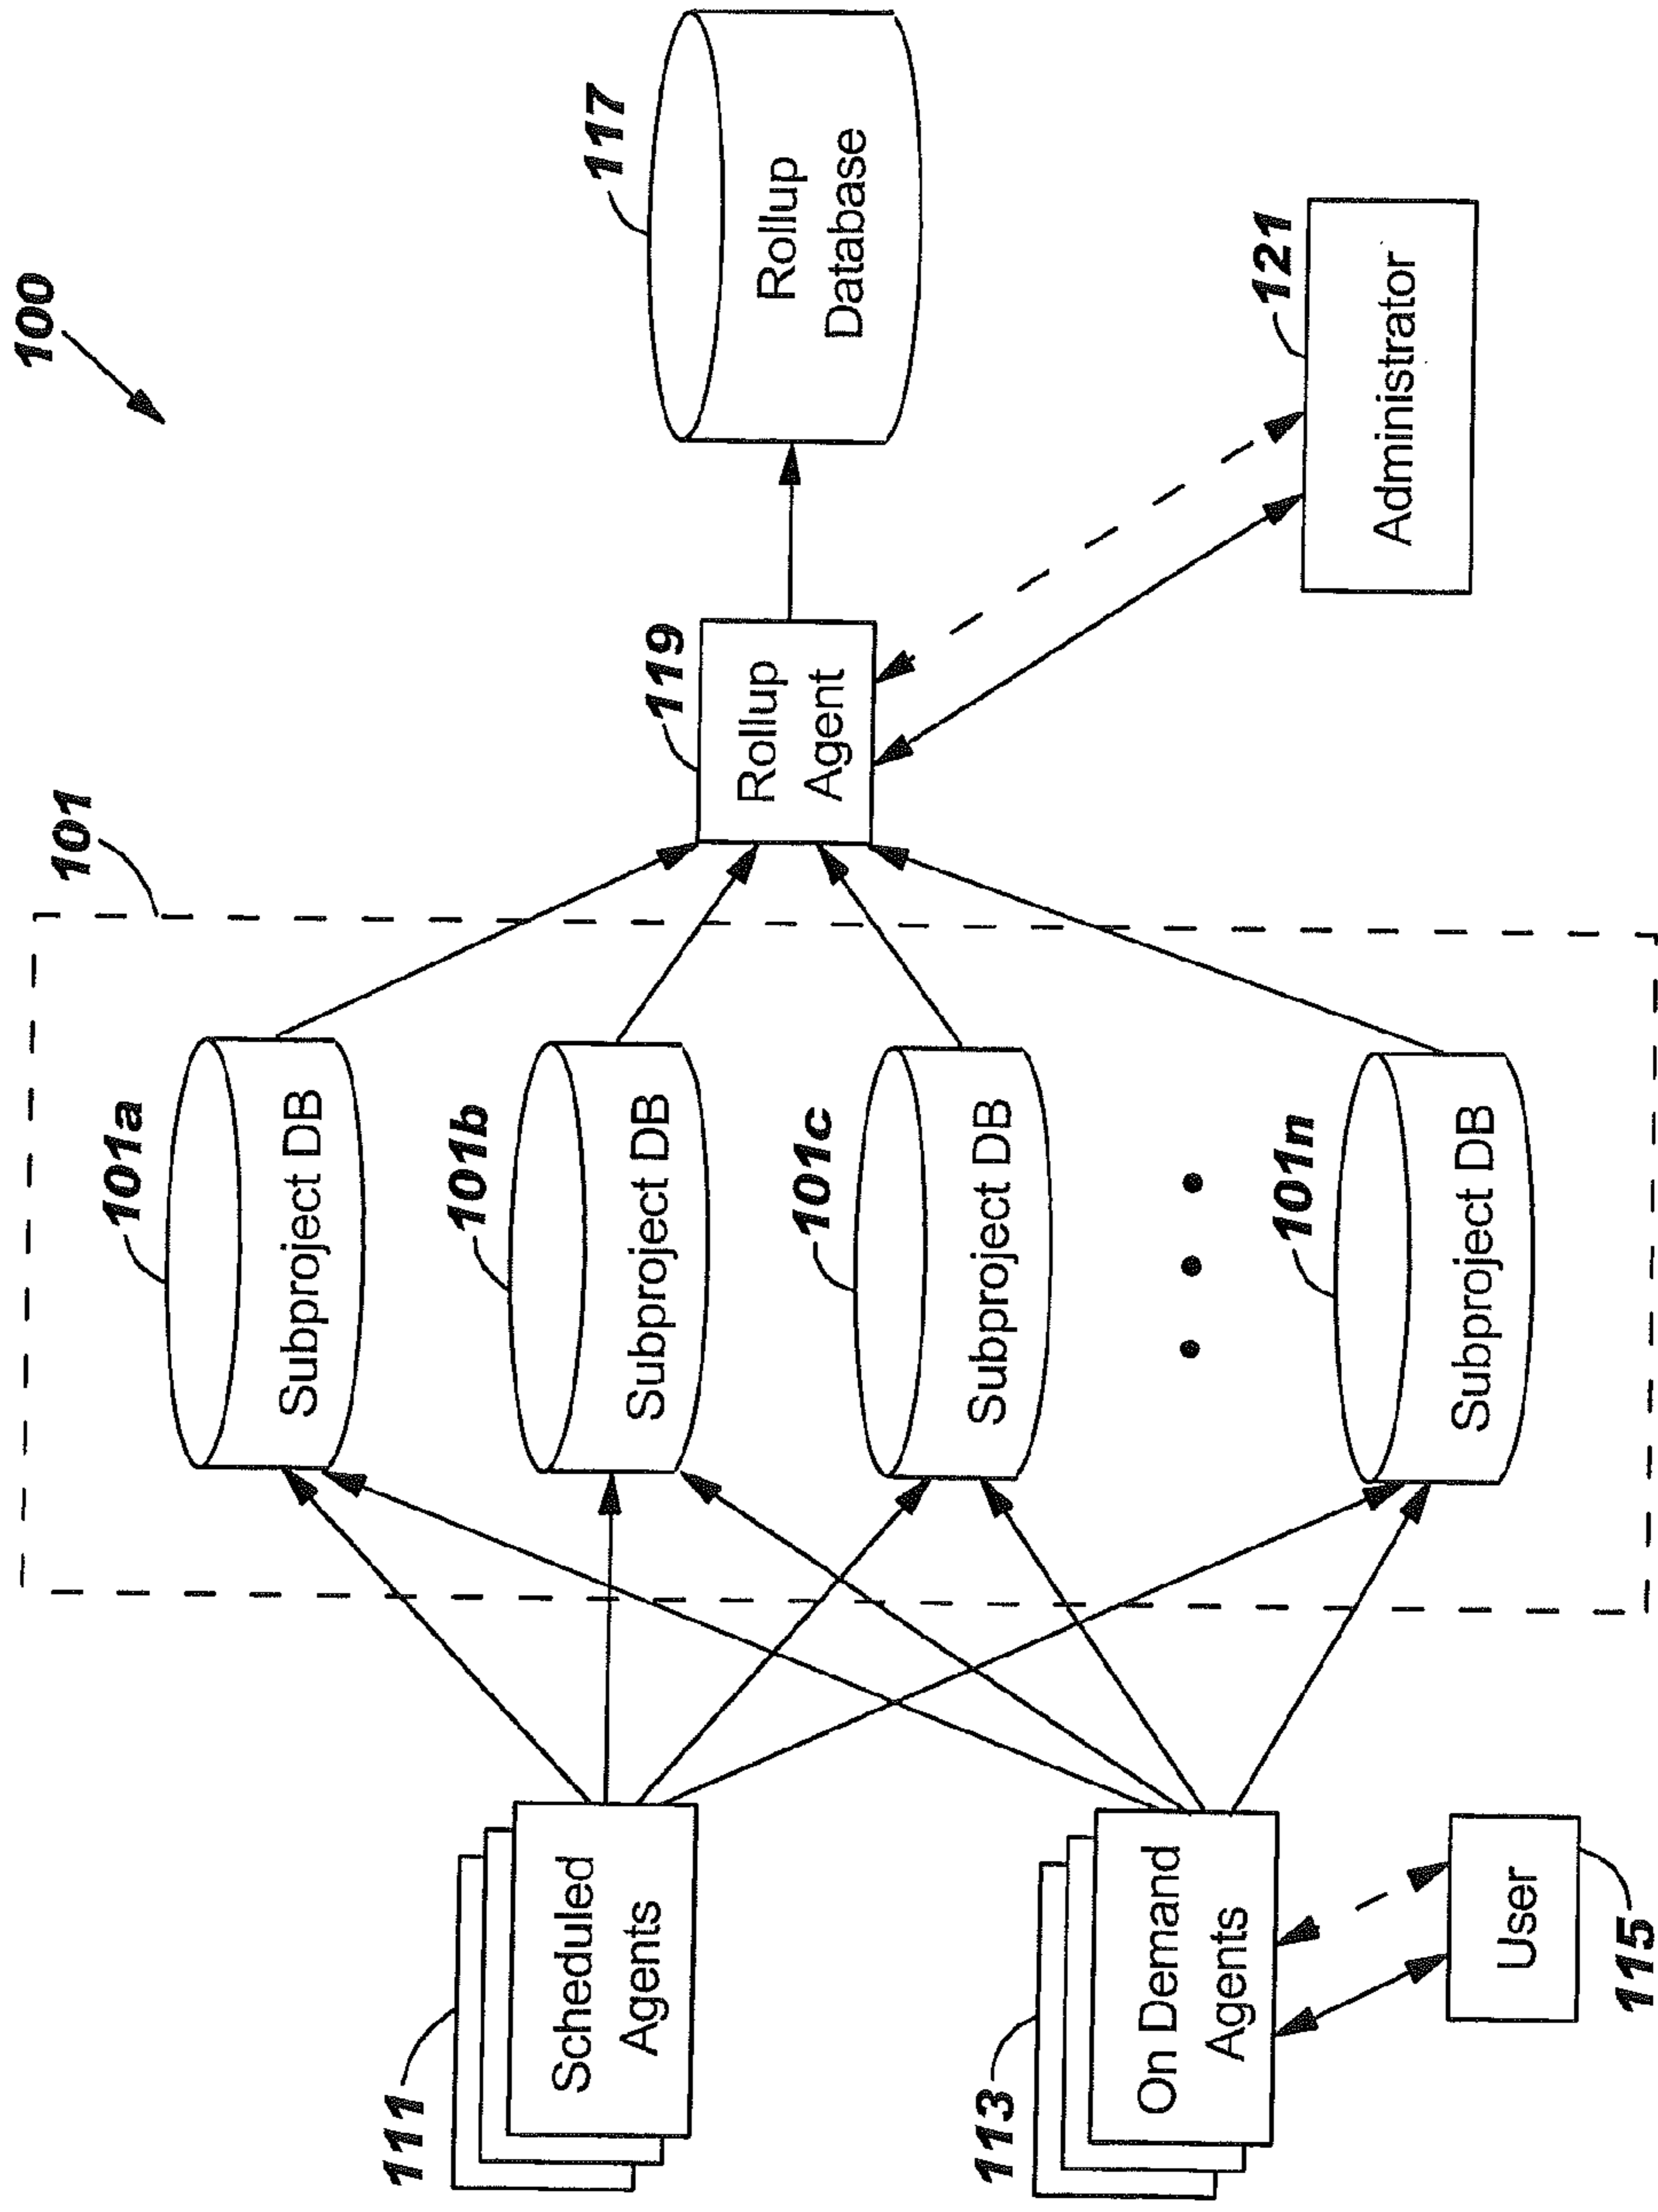 100
101
101a
Subproject DB
101b
Subproject DB
101c
Subproject DB
101n
Subproject DB
111
Scheduled
Agents
113
On Demand
Agents
User
115
119
Rollup
Agent
117
Rollup
Database
121
Administrator